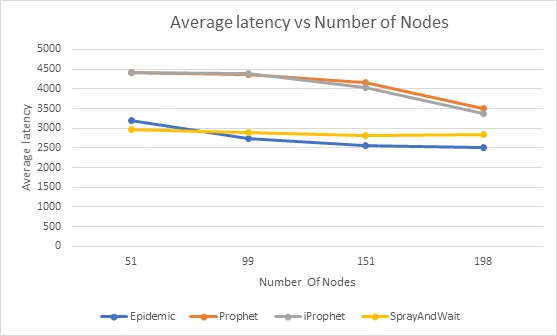 Average latency vs Number of Nodes
5000
4500
4000
3500
3000
2500
2000
1500
1000
500
0
Average latency
51 99 151 198
Number Of Nodes
Epidemic Prophet iProphet SprayAndWait